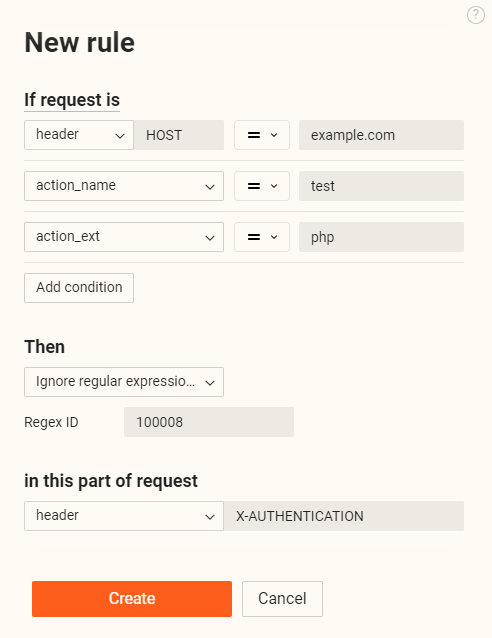 ?
New rule
If request is
header HOST = example.com
action_name = test
action_ext = php
Add condition
Then
Ignore regular expressio...
Regex ID 100008
in this part of request
header X-AUTHENTICATION
Create Cancel